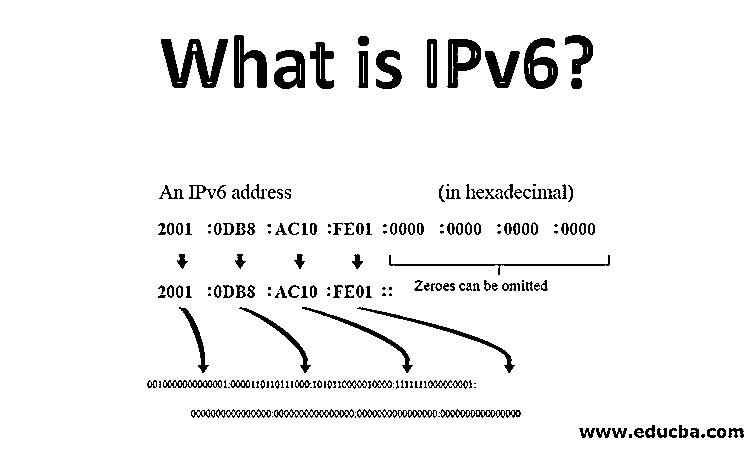 What is IPv6?
An IPv6 address (in hexadecimal)
2001 :0DB8 :AC10 :FE01 :0000 :0000 :0000 :0000
Zeroes can be omitted
2001 :0DB8 :AC10 :FE01 ::
0010000000000001:0000110110111000:1010110000010000:1111111000000001:
0000000000000000:0000000000000000:0000000000000000:0000000000000000
www.educba.com